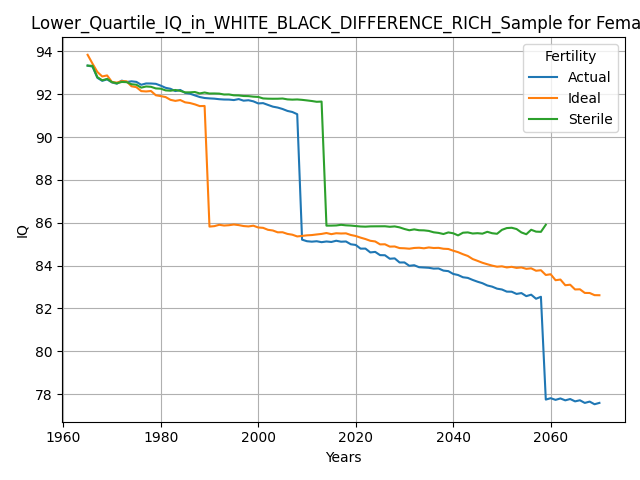 Lower_Quartile_IQ_in_WHITE_BLACK_DIFFERENCE_RICH_Sample for Fema
Fertility
Actual
Ideal
Sterile
94
92
90
88
86
84
82
80
78
IQ
1960
1980
2000
2020
2040
2060
Years